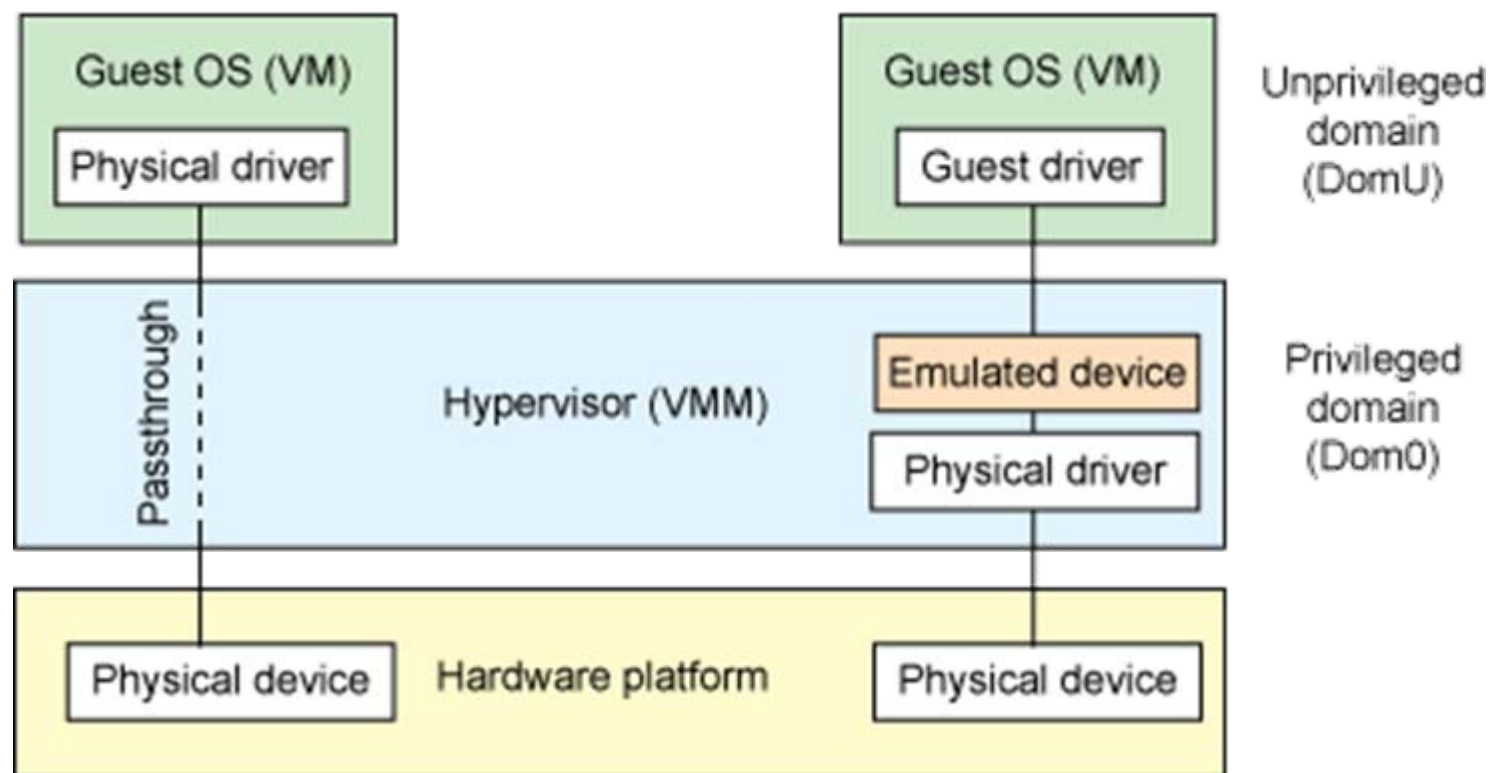 Guest OS (VM)
Physical driver
Guest OS (VM)
Guest driver
Unprivileged
domain
(DomU)
Passthrough
Hypervisor (VMM)
Emulated device
Physical driver
Privileged
domain
(Dom0)
Physical device
Hardware platform
Physical device